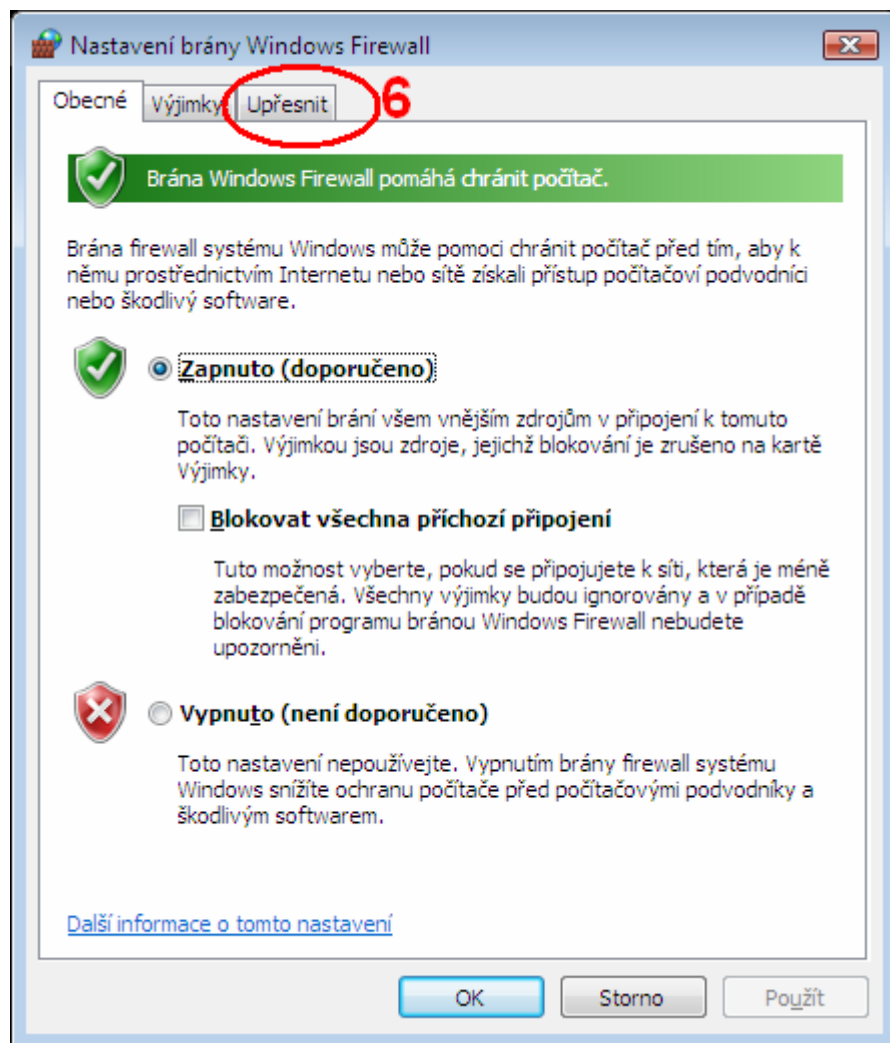 Nastavení brány Windows Firewall
Obecné Výjimky Upřesnit 6
Brána Windows Firewall pomáhá chránit počítač.
Brána firewall systému Windows může pomoci chránit počítač před tím, aby k
němu prostřednictvím Internetu nebo sítě získali přístup počítačoví podvodníci
nebo škodlivý software.
Zapnuto (doporučeno)
Toto nastavení brání všem vnějším zdrojům v připojení k tomuto
počítači. Výjimkou jsou zdroje, jejichž blokování je zrušeno na kartě
Výjimky.
Blokovat všechna příchozí připojení
Tuto možnost vyberte, pokud se připojujete k síti, která je méně
zabezpečená. Všechny výjimky budou ignorovány a v případě
blokování programu bránou Windows Firewall nebudete
upozorněni.
Vypnuto (není doporučeno)
Toto nastavení nepoužívejte. Vypnutím brány firewall systému
Windows snížíte ochranu počítače před počítačovými podvodníky a
škodlivým softwarem.
Další informace o tomto nastavení
OK Storno Použít